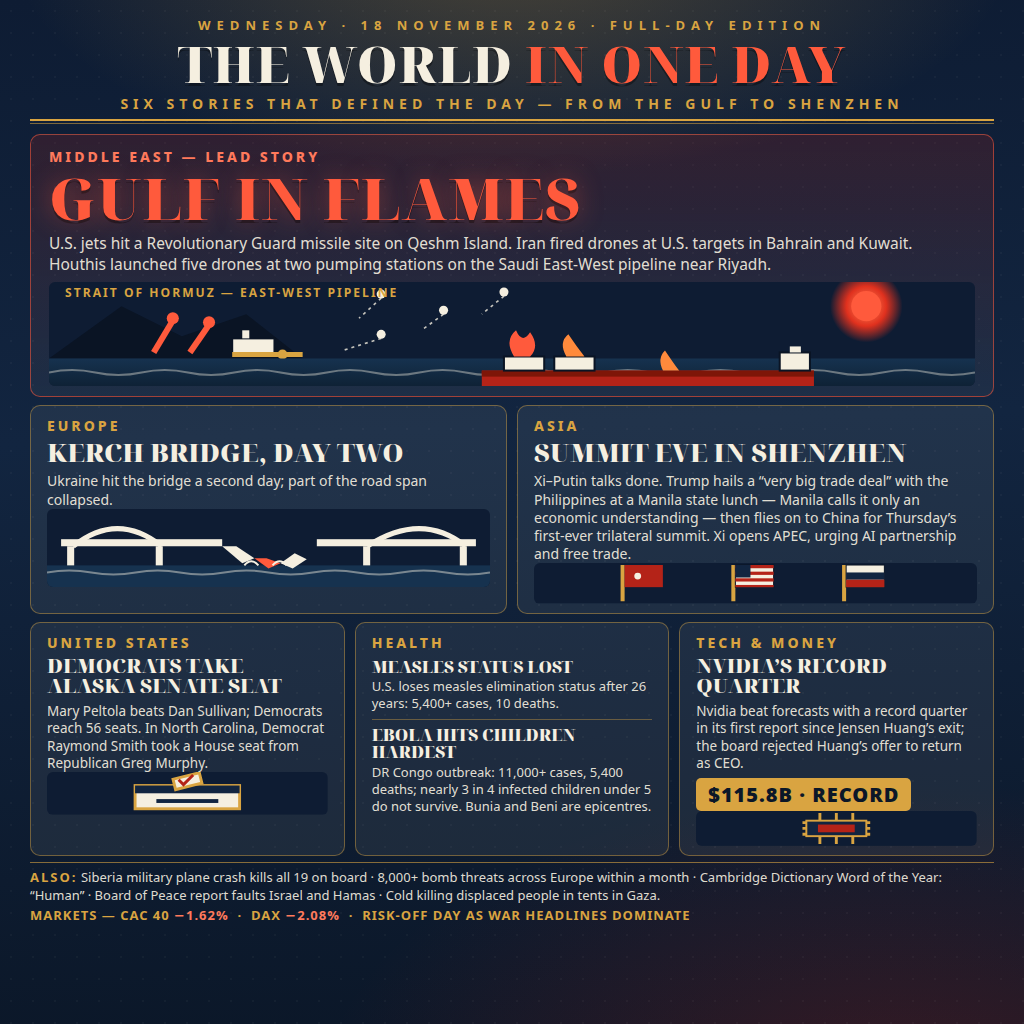 WEDNESDAY · 18 NOVEMBER 2026 · FULL-DAY EDITION
THE WORLD IN ONE DAY
SIX STORIES THAT DEFINED THE DAY — FROM THE GULF TO SHENZHEN
MIDDLE EAST — LEAD STORY
GULF IN FLAMES
U.S. jets hit a Revolutionary Guard missile site on Qeshm Island. Iran fired drones at U.S. targets in Bahrain and Kuwait.
Houthis launched five drones at two pumping stations on the Saudi East-West pipeline near Riyadh.
STRAIT OF HORMUZ — EAST-WEST PIPELINE
EUROPE
KERCH BRIDGE, DAY TWO
Ukraine hit the bridge a second day; part of the road span
collapsed.
ASIA
SUMMIT EVE IN SHENZHEN
Xi–Putin talks done. Trump hails a “very big trade deal” with the
Philippines at a Manila state lunch — Manila calls it only an
economic understanding — then flies on to China for Thursday’s
first-ever trilateral summit. Xi opens APEC, urging AI partnership
and free trade.
UNITED STATES
DEMOCRATS TAKE
ALASKA SENATE SEAT
Mary Peltola beats Dan Sullivan; Democrats
reach 56 seats. In North Carolina, Democrat
Raymond Smith took a House seat from
Republican Greg Murphy.
HEALTH
MEASLES STATUS LOST
U.S. loses measles elimination status after 26
years: 5,400+ cases, 10 deaths.
EBOLA HITS CHILDREN
HARDEST
DR Congo outbreak: 11,000+ cases, 5,400
deaths; nearly 3 in 4 infected children under 5
do not survive. Bunia and Beni are epicentres.
TECH & MONEY
NVIDIA’S RECORD
QUARTER
Nvidia beat forecasts with a record quarter
in its first report since Jensen Huang’s exit;
the board rejected Huang’s offer to return
as CEO.
$115.8B · RECORD
ALSO: Siberia military plane crash kills all 19 on board · 8,000+ bomb threats across Europe within a month · Cambridge Dictionary Word of the Year:
“Human” · Board of Peace report faults Israel and Hamas · Cold killing displaced people in tents in Gaza.
MARKETS — CAC 40 −1.62% · DAX −2.08% · RISK-OFF DAY AS WAR HEADLINES DOMINATE